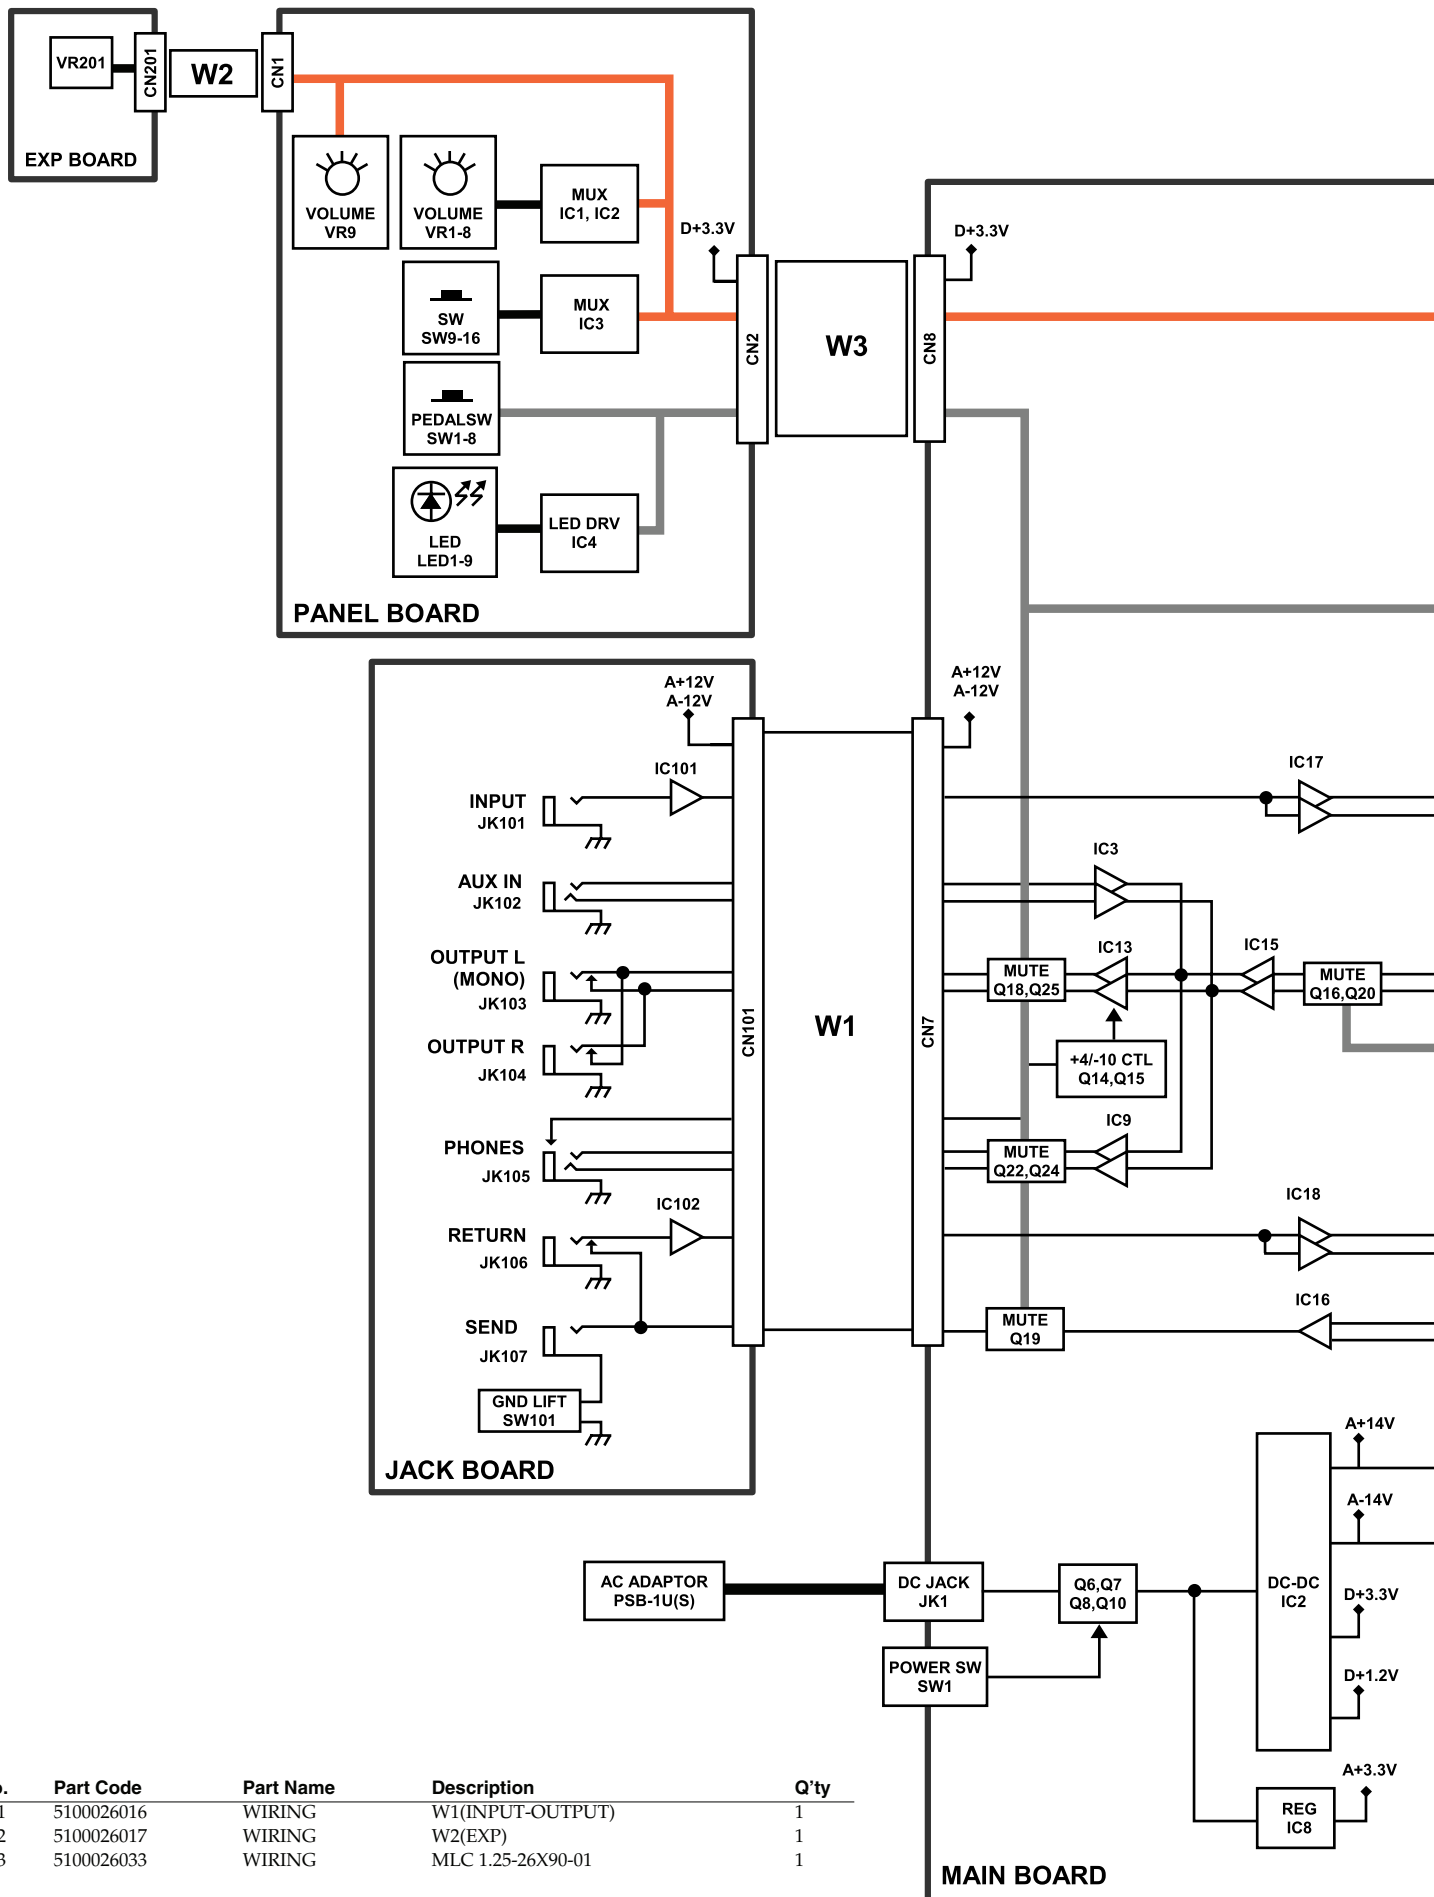 VR201
CN201
W2
CN1
EXP BOARD
VOLUME
VR9
VOLUME
VR1-8
MUX
IC1, IC2
D+3.3V
D+3.3V
SW
SW9-16
MUX
IC3
CN2
W3
CN8
PEDALSW
SW1-8
LED
LED1-9
LED DRV
IC4
PANEL BOARD
A+12V
A-12V
A+12V
A-12V
INPUT
JK101
IC101
IC17
AUX IN
JK102
IC3
OUTPUT L
(MONO)
JK103
MUTE
Q18,Q25
IC13
IC15
MUTE
Q16,Q20
CN101
W1
CN7
OUTPUT R
JK104
+4/-10 CTL
Q14,Q15
PHONES
JK105
MUTE
Q22,Q24
IC9
RETURN
JK106
IC102
IC18
SEND
JK107
MUTE
Q19
IC16
GND LIFT
SW101
JACK BOARD
A+14V
A-14V
AC ADAPTOR
PSB-1U(S)
DC JACK
JK1
Q6,Q7
Q8,Q10
DC-DC
IC2
D+3.3V
POWER SW
SW1
D+1.2V
A+3.3V
REG
IC8
MAIN BOARD
o. Part Code Part Name Description Q'ty
1 5100026016 WIRING W1(INPUT-OUTPUT) 1
2 5100026017 WIRING W2(EXP) 1
3 5100026033 WIRING MLC 1.25-26X90-01 1